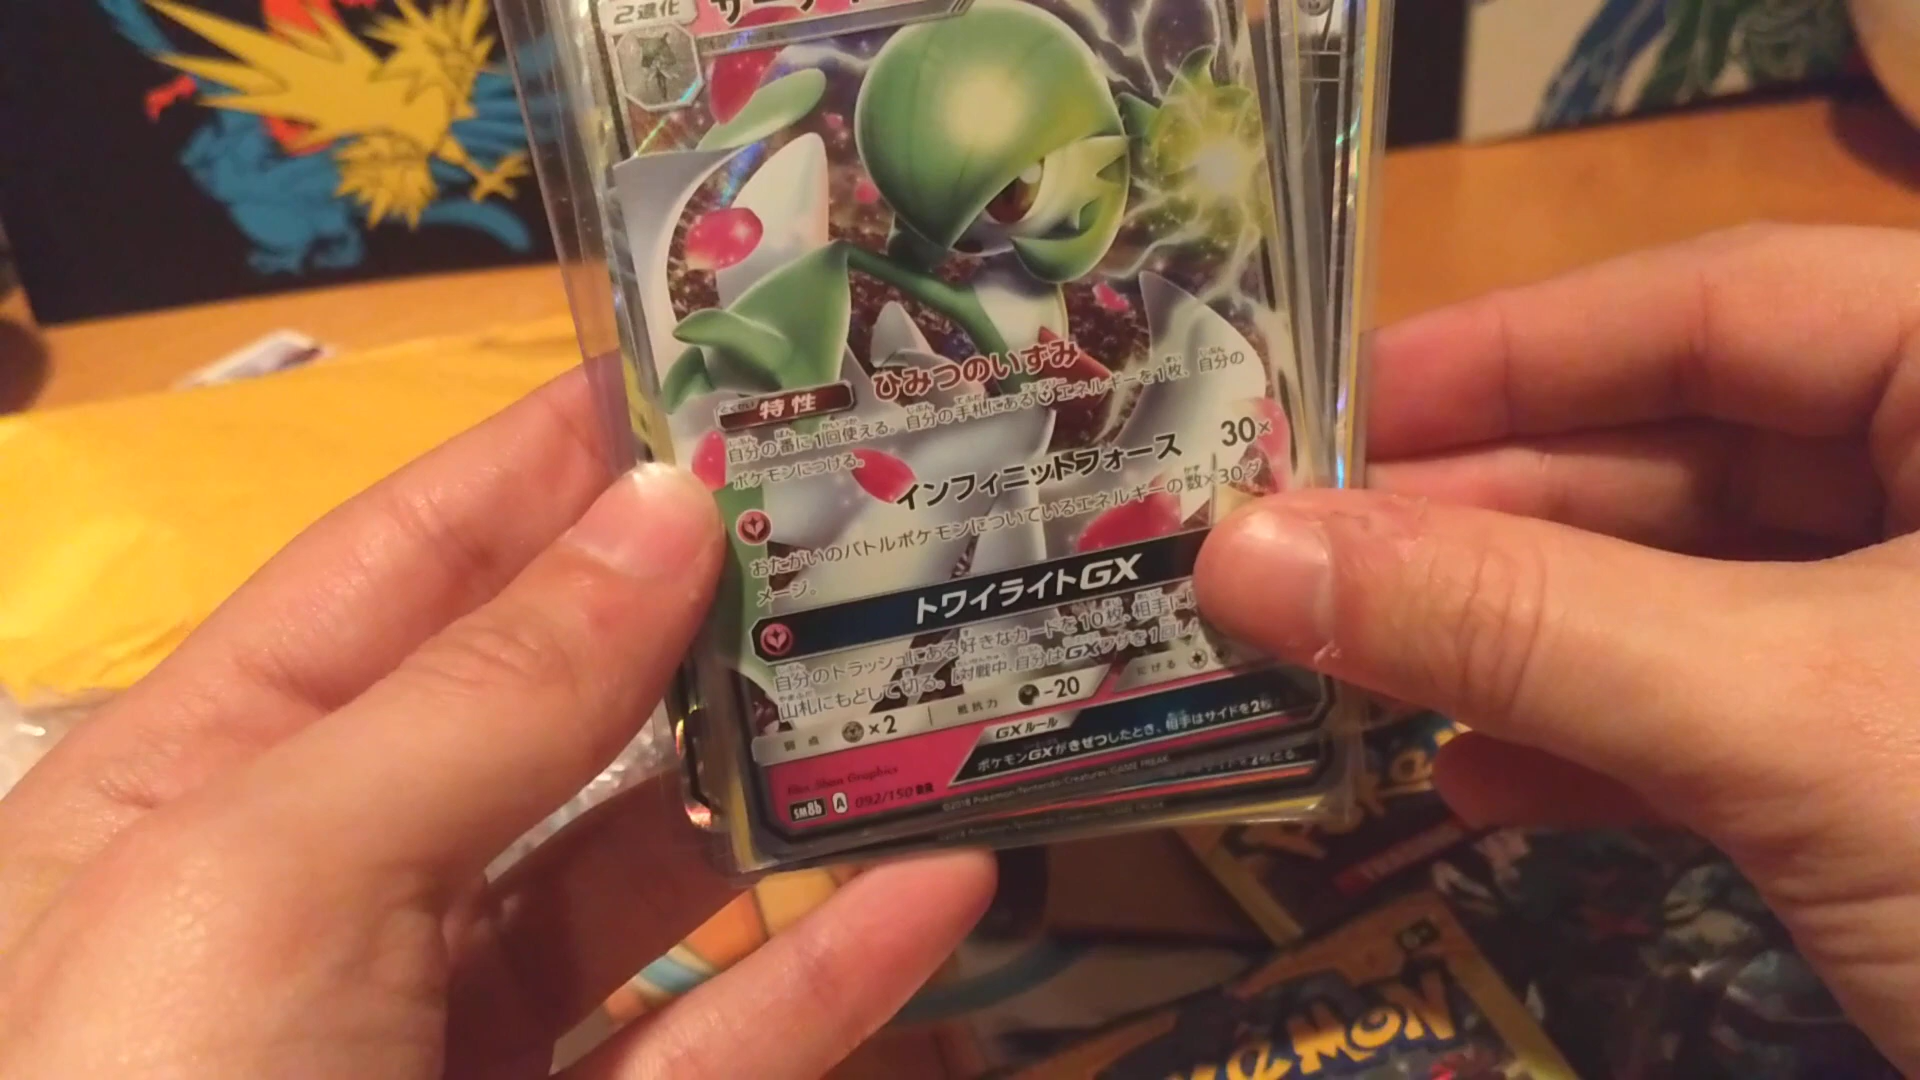 2進化
特性 ひみつのいずみ
自分の番に1回使える。自分の手札にあるエネルギーを1枚、自分の
ポケモンにつける。
インフィニットフォース 30×
おたがいのバトルポケモンについているエネルギーの数×30ダ
メージ。
トワイライトGX
自分のトラッシュにある好きなカードを10枚、相手に
山札にもどして切る。[対戦中、自分はGXワザを1回し
弱点 ×2 抵抗力 -20 にげる
GXルール
ポケモンGXがきぜつしたとき、相手はサイドを2枚
SM8b A 092/150 RR
©2018 Pokémon/Nintendo/Creatures/GAME FREAK